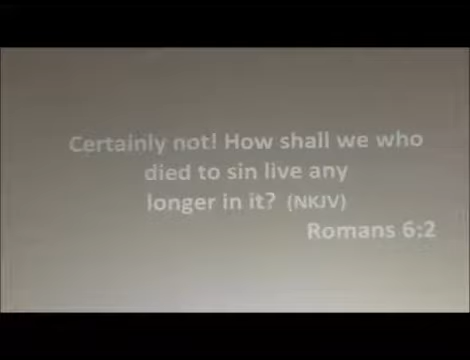 Certainly not! How shall we who
died to sin live any
longer in it? (NKJV)
Romans 6:2